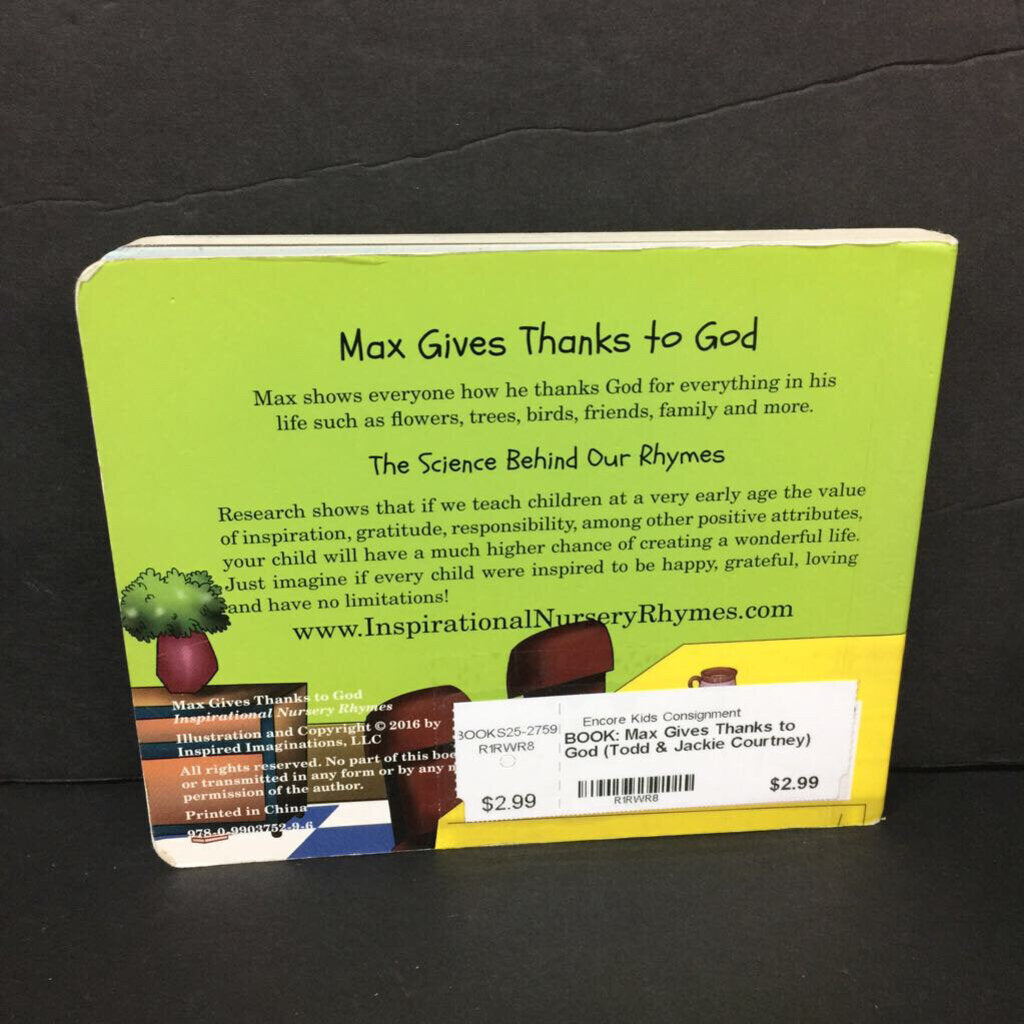 Max Gives Thanks to God
Max shows everyone how he thanks God for everything in his
life such as flowers, trees, birds, friends, family and more.
The Science Behind Our Rhymes
Research shows that if we teach children at a very early age the value
of inspiration, gratitude, responsibility, among other positive attributes,
your child will have a much higher chance of creating a wonderful life.
Just imagine if every child were inspired to be happy, grateful, loving
and have no limitations!
www.InspirationalNurseryRhymes.com
Max Gives Thanks to God
Inspirational Nursery Rhymes
Illustration and Copyright © 2016 by
Inspired Imaginations, LLC
All rights reserved. No part of this
or transmitted in any form or by any
permission of the author.
Printed in China
978-0-9903752-9-6
BOOKS25-2759
R1RWR8
$2.99
Encore Kids Consignment
BOOK: Max Gives Thanks to
God (Todd & Jackie Courtney)
R1RWR8
$2.99